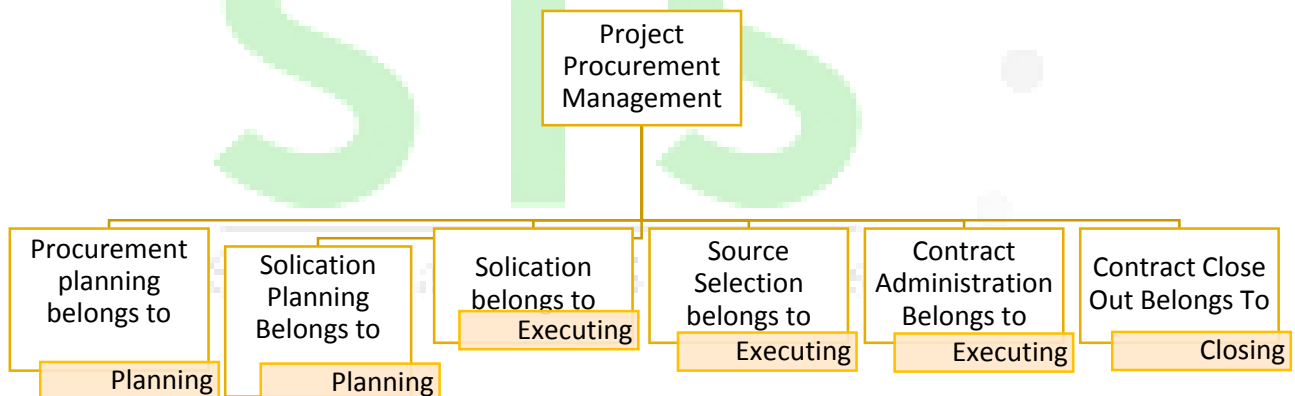 Project
Procurement
Management
Procurement
planning
belongs to
Planning
Solication
Planning
Belongs to
Planning
Solication
belongs to
Executing
Source
Selection
belongs to
Executing
Contract
Administration
Belongs to
Executing
Contract Close
Out Belongs To
Closing